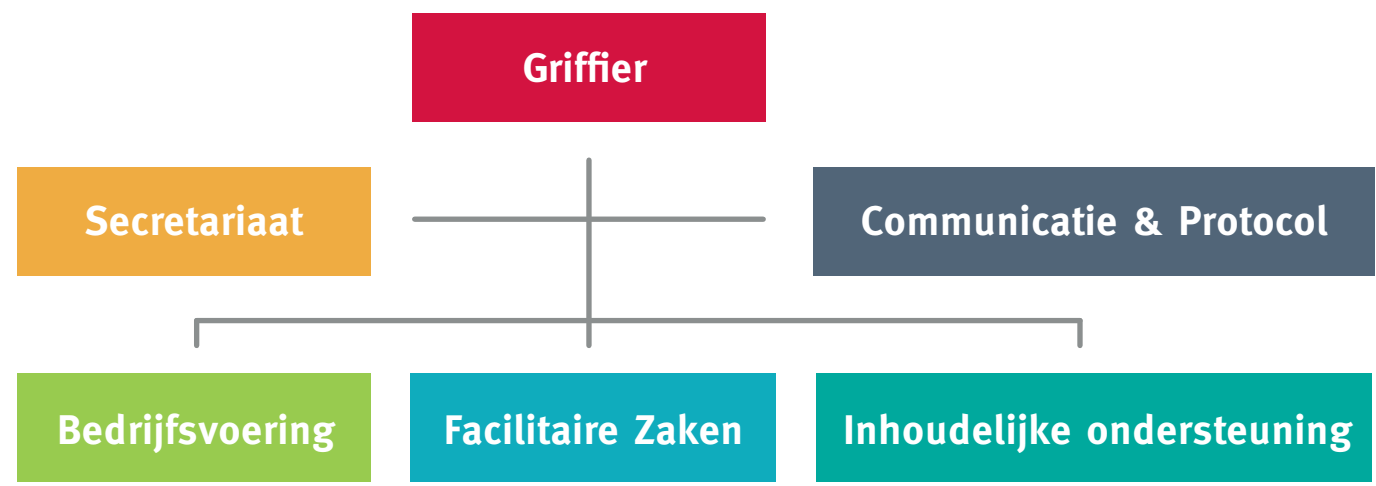 Griffier
Secretariaat
Communicatie & Protocol
Bedrijfsvoering
Facilitaire Zaken
Inhoudelijke ondersteuning